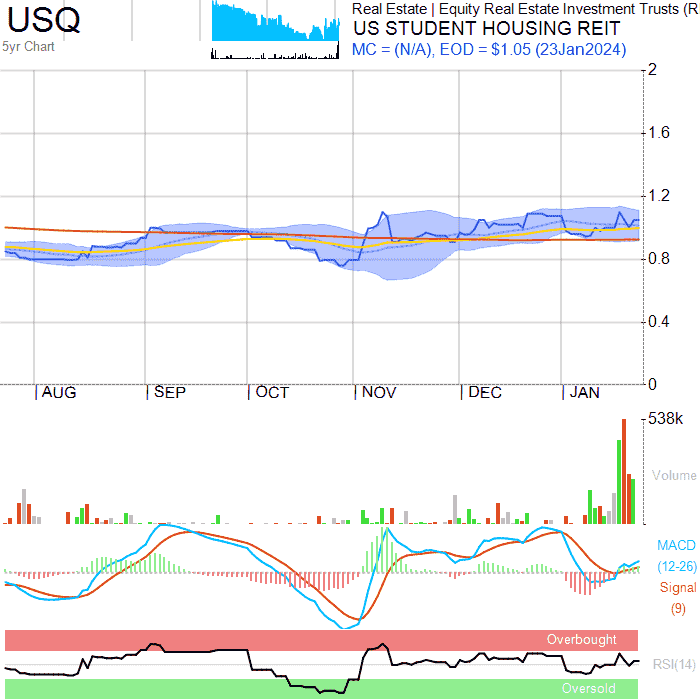 USQ
5yr Chart
Real Estate | Equity Real Estate Investment Trusts (R
US STUDENT HOUSING REIT
MC = (N/A), EOD = $1.05 (23Jan2024)
2
1.6
1.2
0.8
0.4
0
AUG SEP OCT NOV DEC JAN
538k
Volume
MACD
(12-26)
Signal
(9)
Overbought
RSI(14)
Oversold